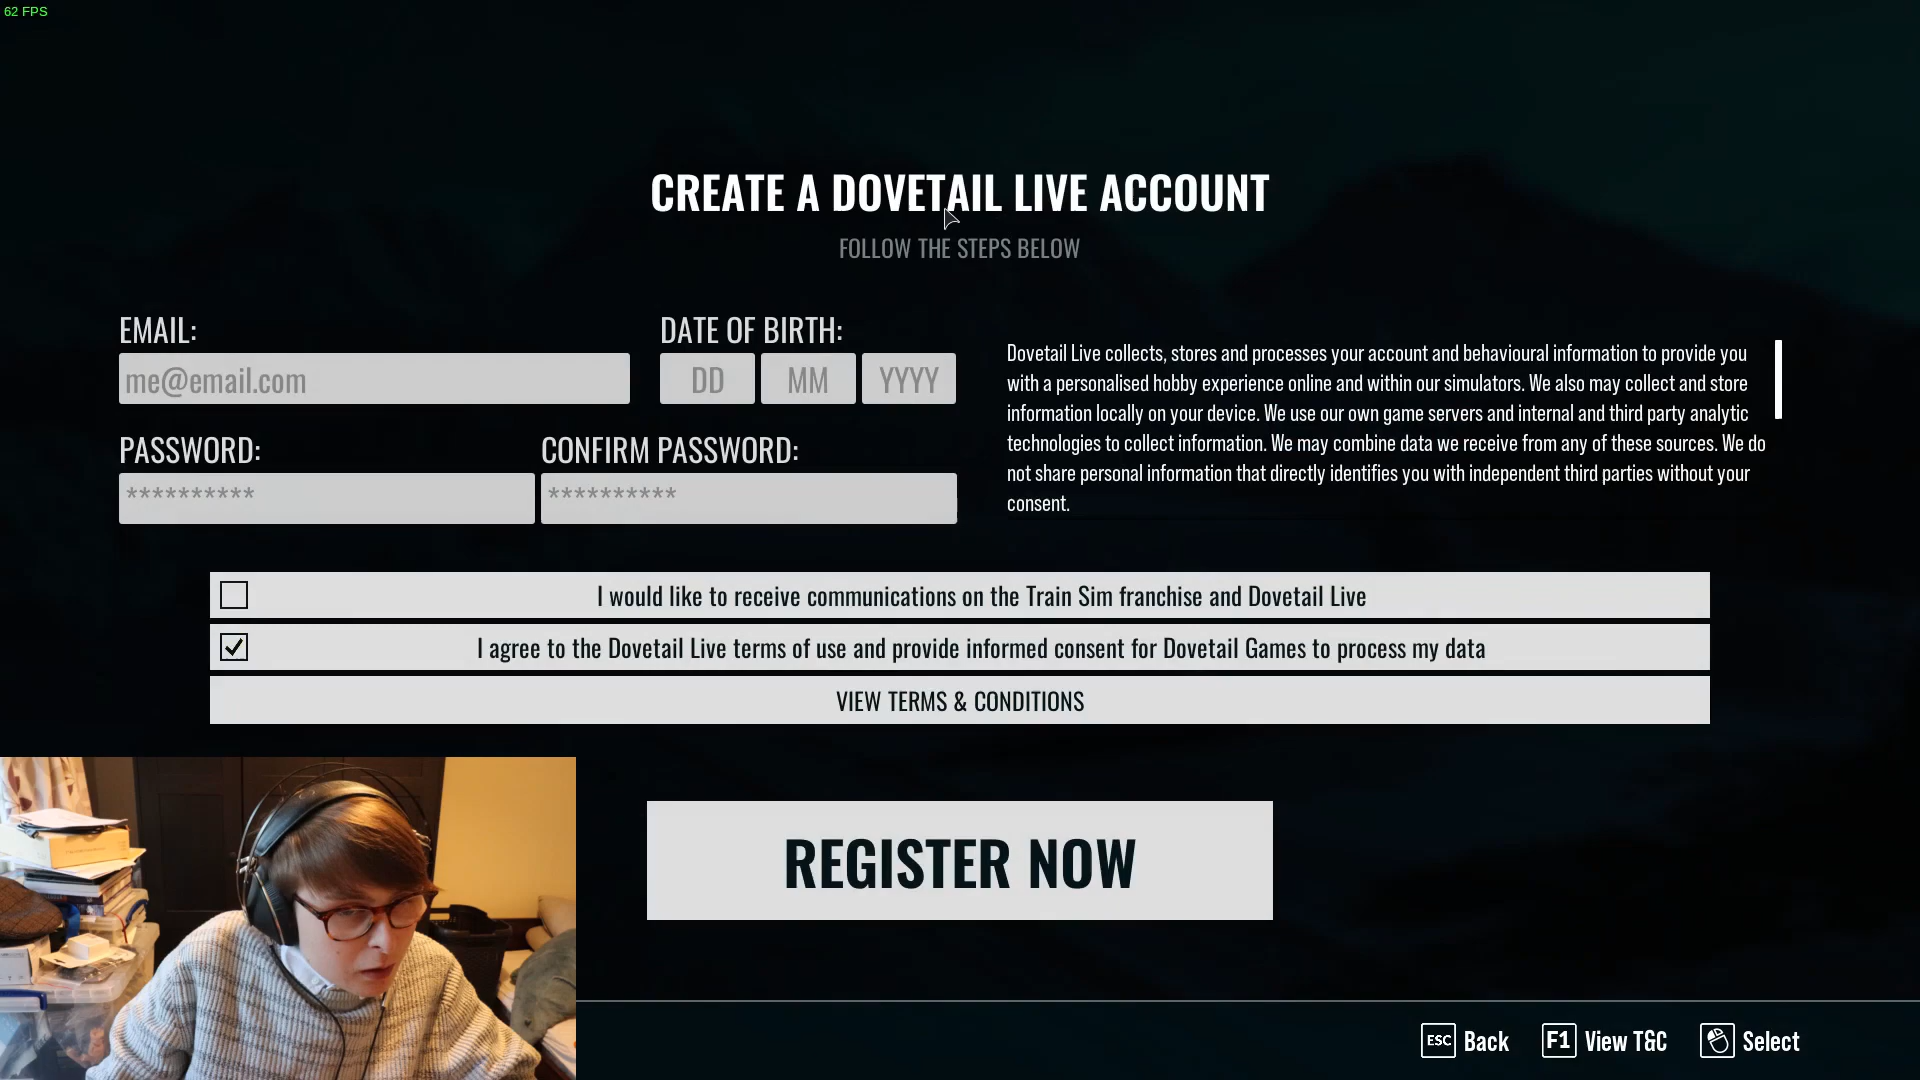 62 FPS
CREATE A DOVETAIL LIVE ACCOUNT
FOLLOW THE STEPS BELOW
EMAIL:
me@email.com
DATE OF BIRTH:
DD MM YYYY
PASSWORD:
**********
CONFIRM PASSWORD:
**********
Dovetail Live collects, stores and processes your account and behavioural information to provide you
with a personalised hobby experience online and within our simulators. We also may collect and store
information locally on your device. We use our own game servers and internal and third party analytic
technologies to collect information. We may combine data we receive from any of these sources. We do
not share personal information that directly identifies you with independent third parties without your
consent.
I would like to receive communications on the Train Sim franchise and Dovetail Live
I agree to the Dovetail Live terms of use and provide informed consent for Dovetail Games to process my data
VIEW TERMS & CONDITIONS
REGISTER NOW
ESC Back F1 View T&C Select